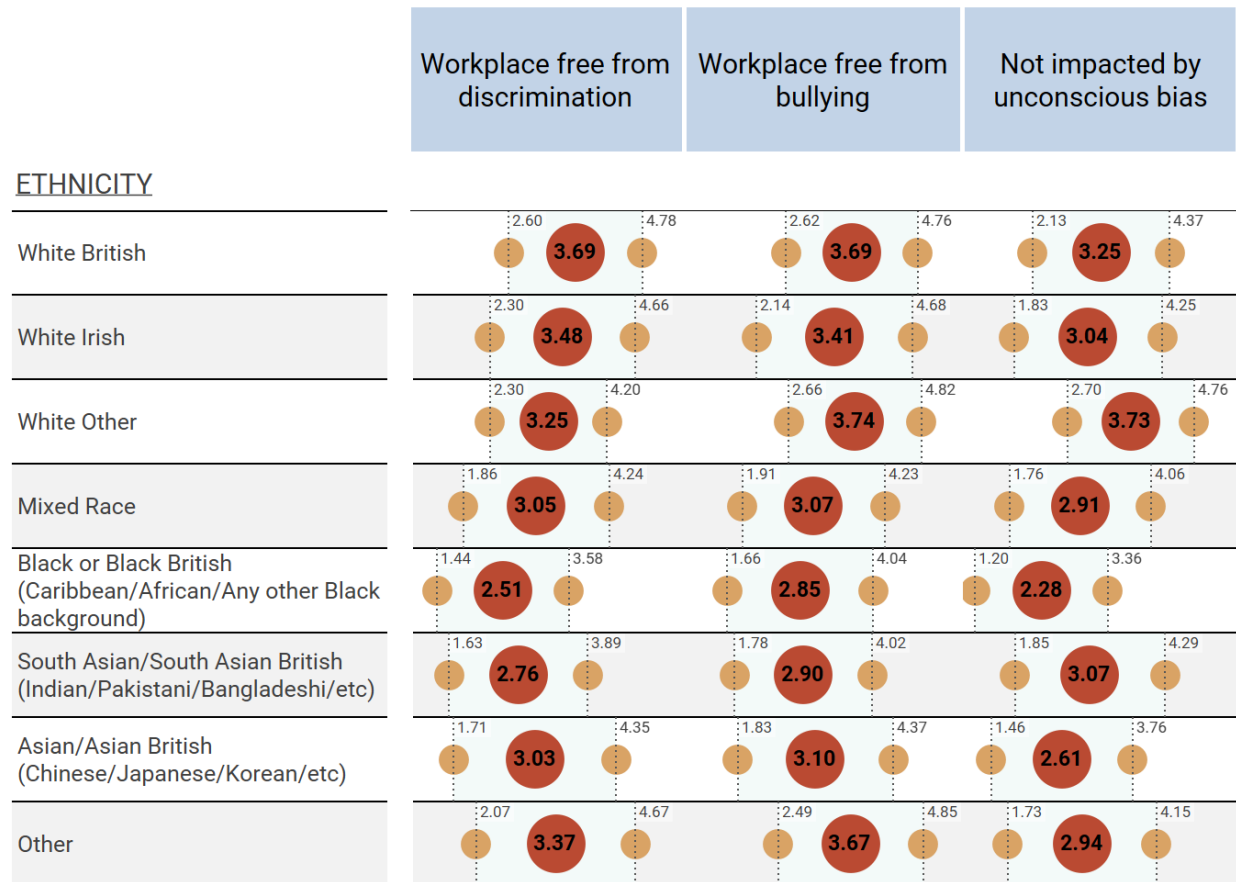 Workplace free from discrimination
Workplace free from bullying
Not impacted by unconscious bias
ETHNICITY
White British
2.60 3.69 4.78 2.62 3.69 4.76 2.13 3.25 4.37
White Irish
2.30 3.48 4.66 2.14 3.41 4.68 1.83 3.04 4.25
White Other
2.30 3.25 4.20 2.66 3.74 4.82 2.70 3.73 4.76
Mixed Race
1.86 3.05 4.24 1.91 3.07 4.23 1.76 2.91 4.06
Black or Black British
(Caribbean/African/Any other Black
background)
1.44 2.51 3.58 1.66 2.85 4.04 1.20 2.28 3.36
South Asian/South Asian British
(Indian/Pakistani/Bangladeshi/etc)
1.63 2.76 3.89 1.78 2.90 4.02 1.85 3.07 4.29
Asian/Asian British
(Chinese/Japanese/Korean/etc)
1.71 3.03 4.35 1.83 3.10 4.37 1.46 2.61 3.76
Other
2.07 3.37 4.67 2.49 3.67 4.85 1.73 2.94 4.15